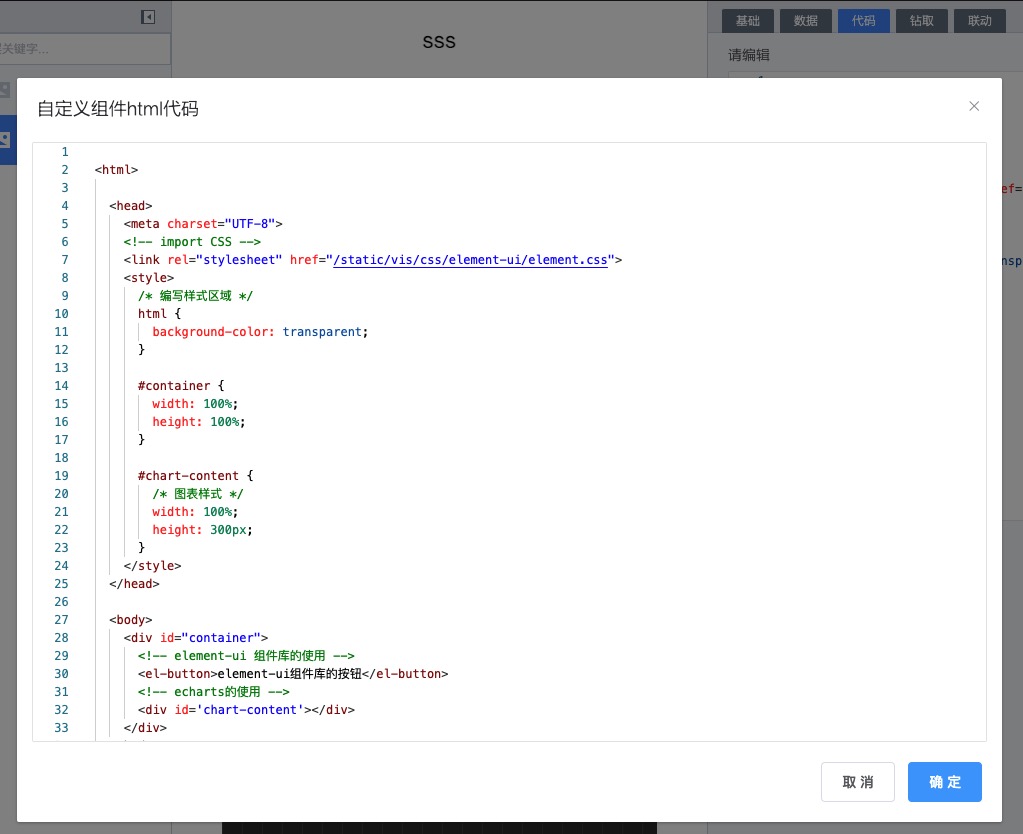 基础
数据
代码
钻取
联动
关键字...
sss
请编辑
自定义组件html代码
1
2 <html>
3
4 <head>
5 <meta charset="UTF-8">
6 <!-- import CSS -->
7 <link rel="stylesheet" href="/static/vis/css/element-ui/element.css">
8 <style>
9 /* 编写样式区域 */
10 html {
11 background-color: transparent;
12 }
13
14 #container {
15 width: 100%;
16 height: 100%;
17 }
18
19 #chart-content {
20 /* 图表样式 */
21 width: 100%;
22 height: 300px;
23 }
24 </style>
25 </head>
26
27 <body>
28 <div id="container">
29 <!-- element-ui 组件库的使用 -->
30 <el-button>element-ui组件库的按钮</el-button>
31 <!-- echarts的使用 -->
32 <div id='chart-content'></div>
33 </div>
ef=
nsp
取 消
确 定